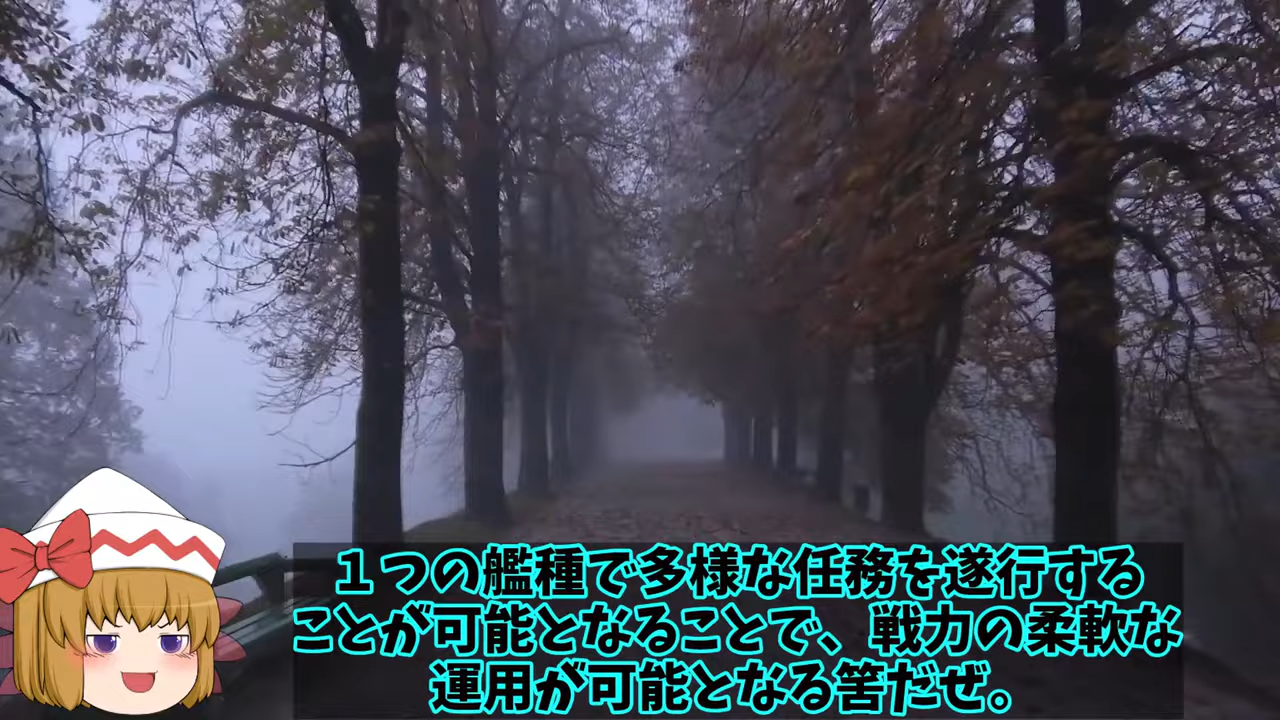 １つの艦種で多様な任務を遂行する
ことが可能となることで、戦力の柔軟な
運用が可能となる筈だぜ。